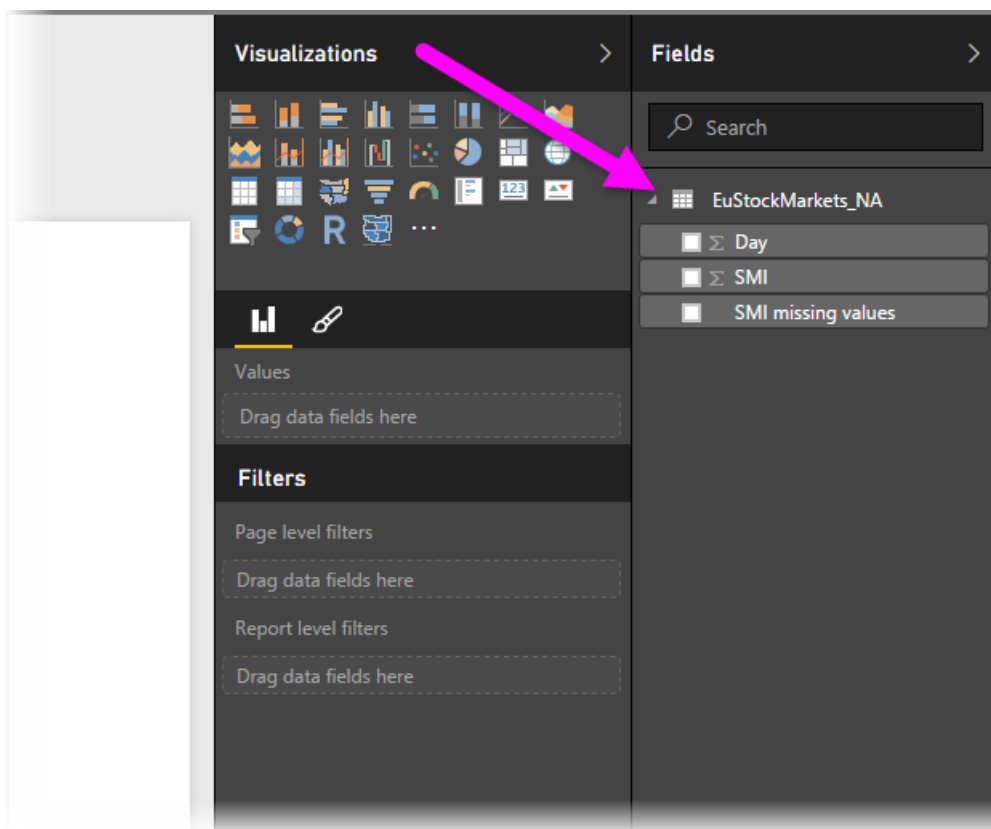 Visualizations
Fields
Search
123
R
...
EuStockMarkets_NA
Σ Day
Σ SMI
SMI missing values
Values
Drag data fields here
Filters
Page level filters
Drag data fields here
Report level filters
Drag data fields here